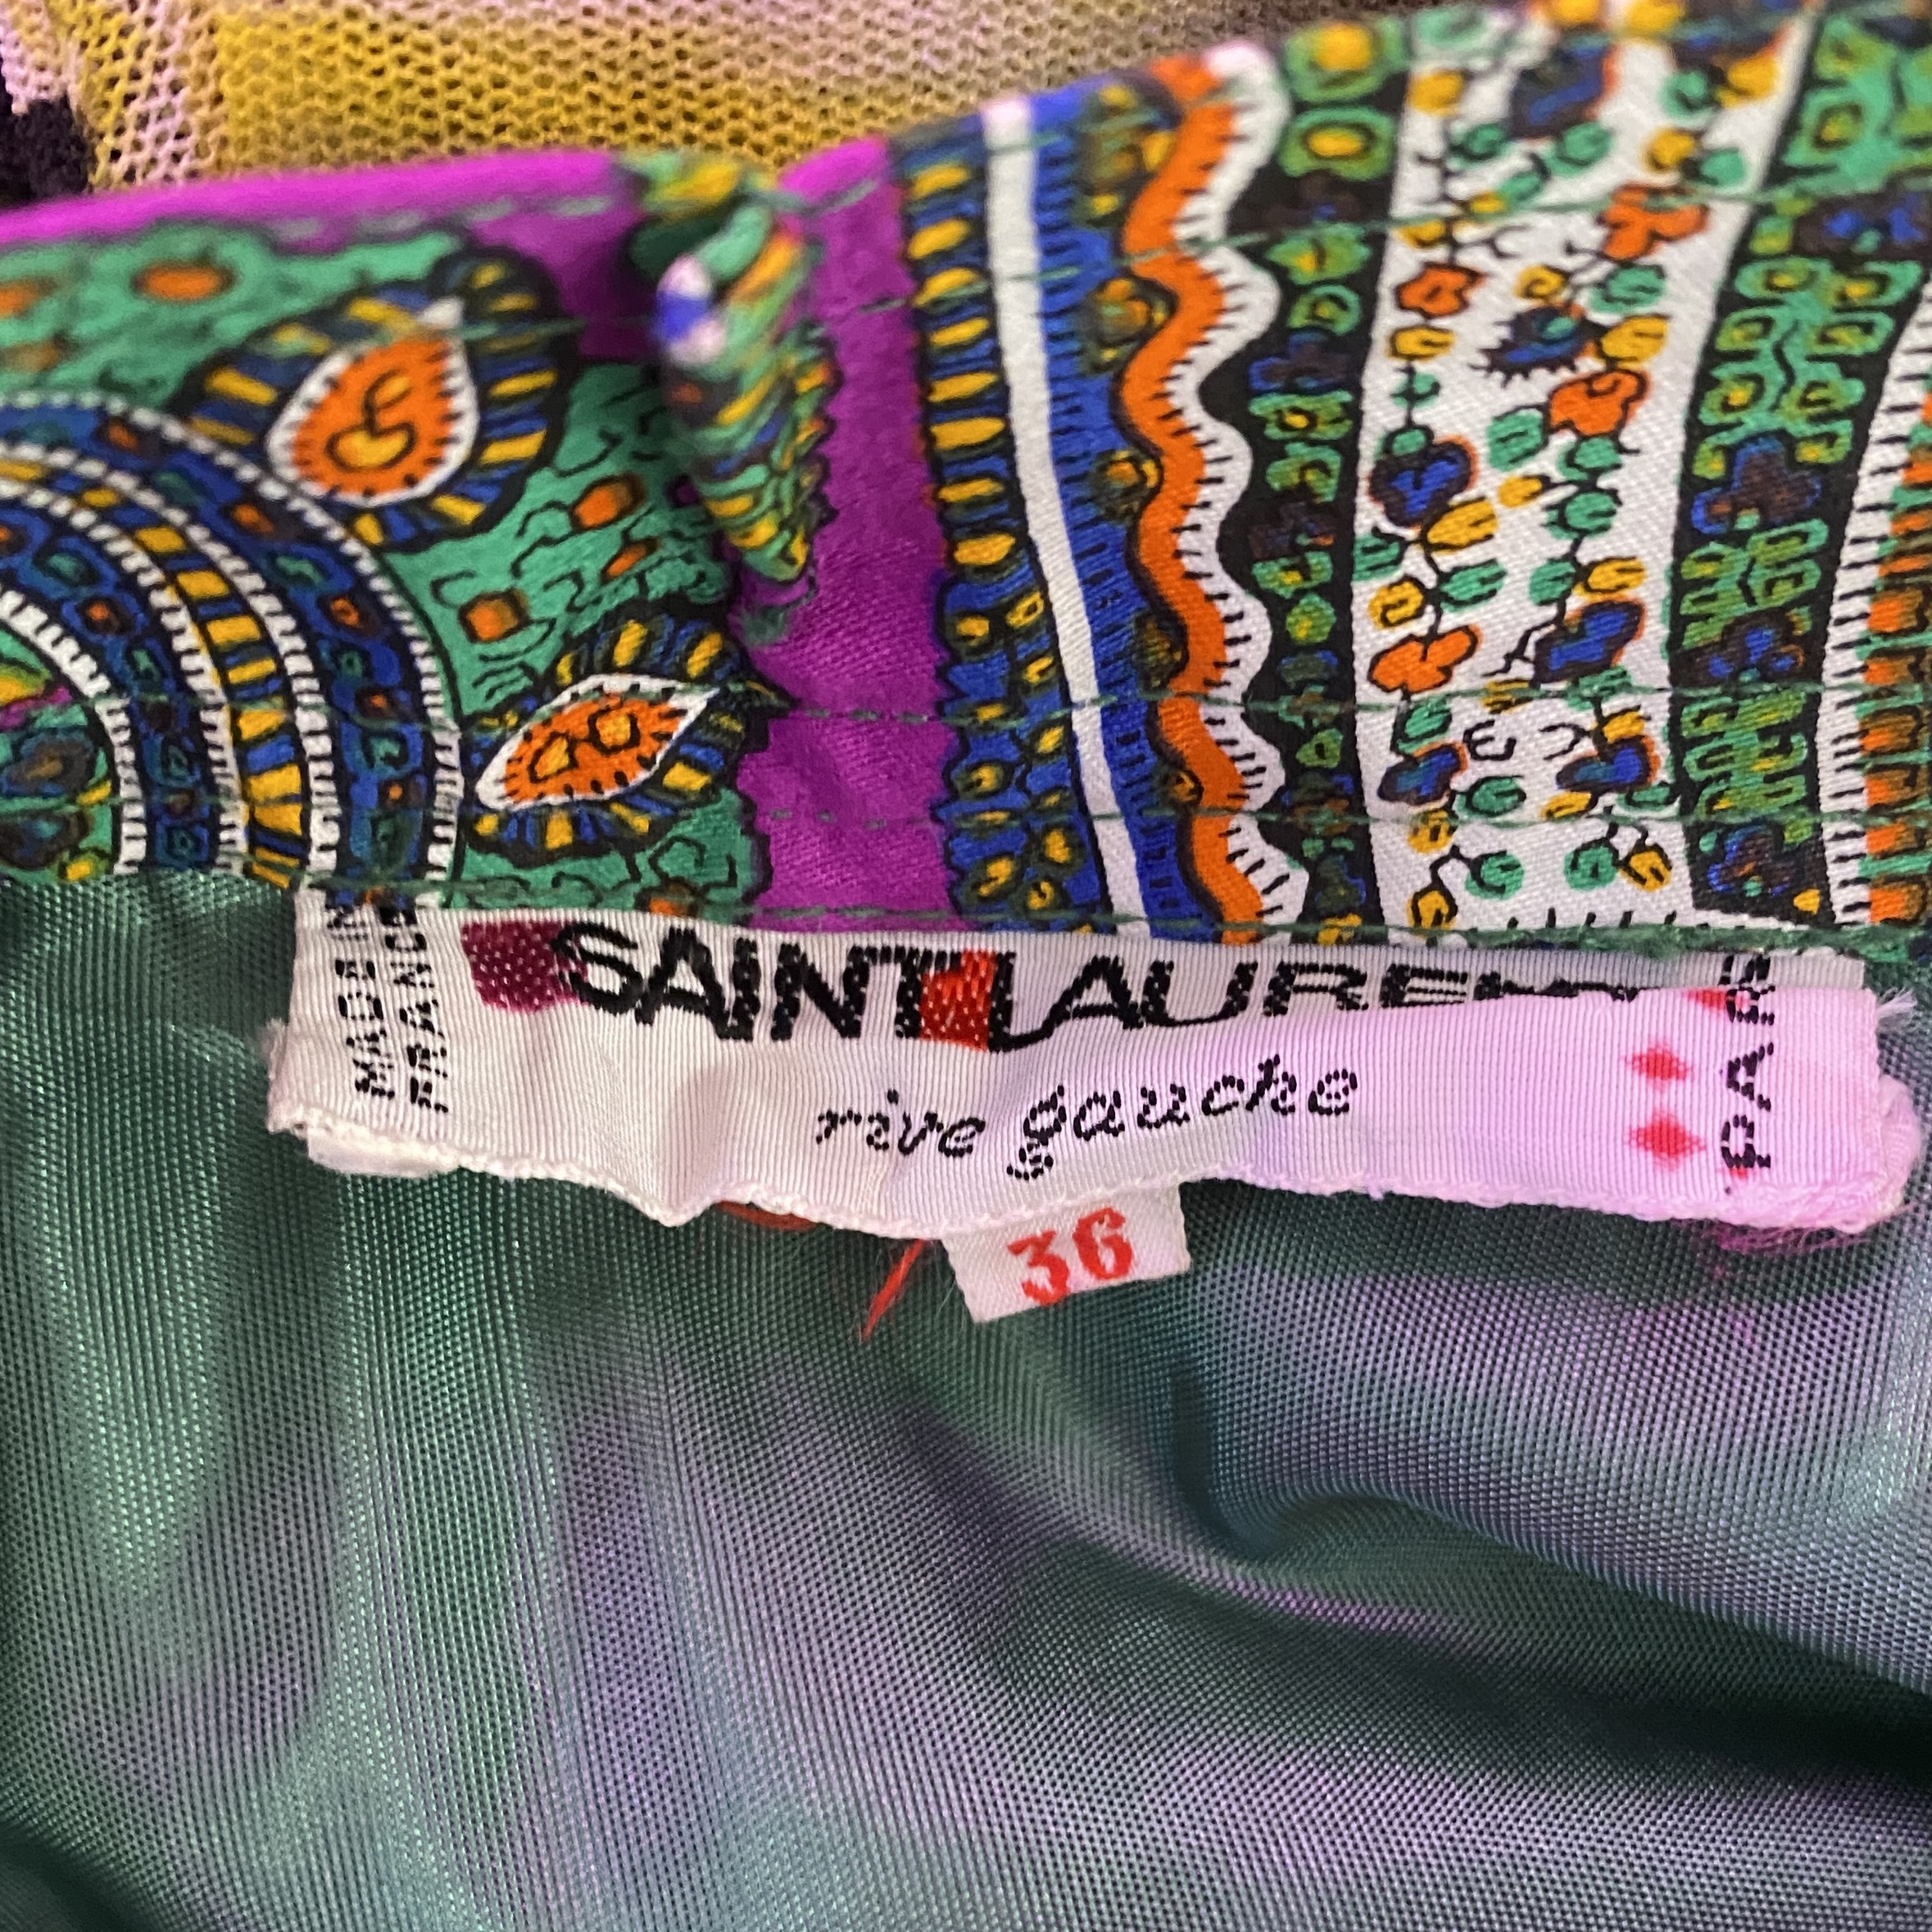 MADE IN
FRANCE
SAINT LAURENT
rive gauche
PARIS
36